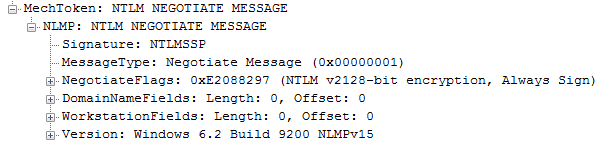 MechToken: NTLM NEGOTIATE MESSAGE
NLMP: NTLM NEGOTIATE MESSAGE
Signature: NTLMSSP
MessageType: Negotiate Message (0x00000001)
NegotiateFlags: 0xE2088297 (NTLM v2128-bit encryption, Always Sign)
DomainNameFields: Length: 0, Offset: 0
WorkstationFields: Length: 0, Offset: 0
Version: Windows 6.2 Build 9200 NLMPv15